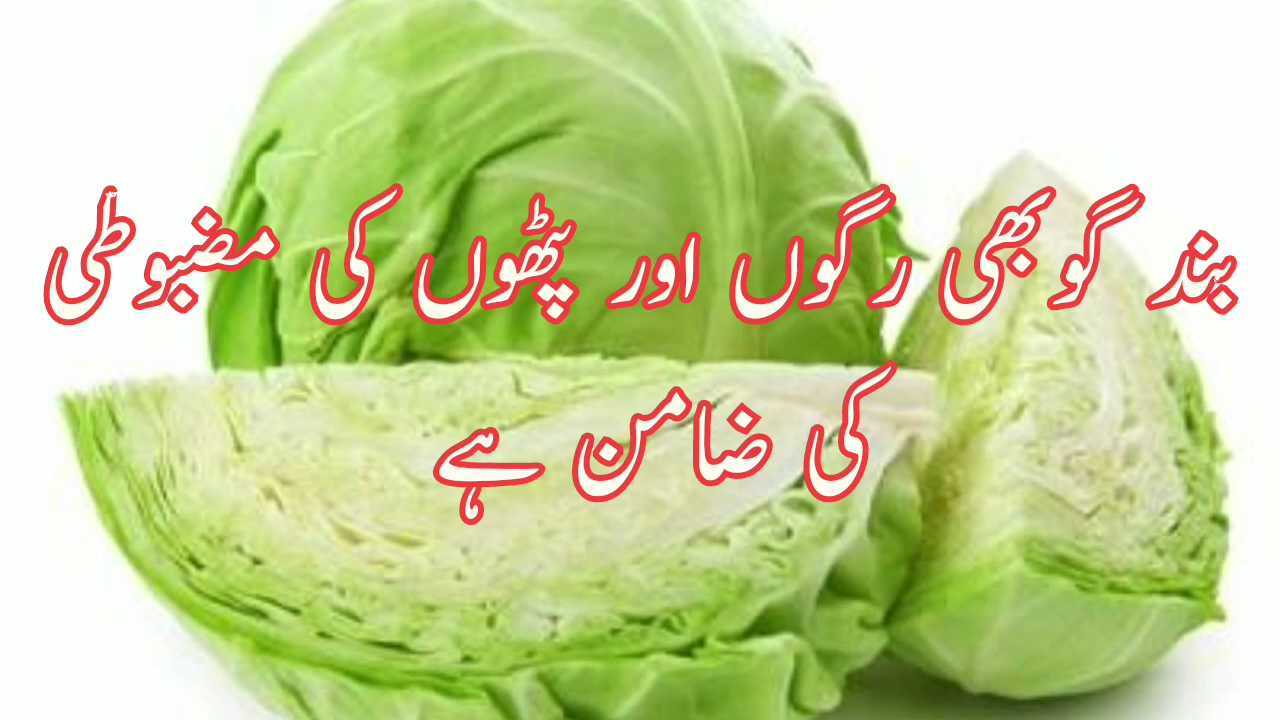 بند گوبھی رگوں اور پٹھوں کی مضبوطی
کی ضامن ہے